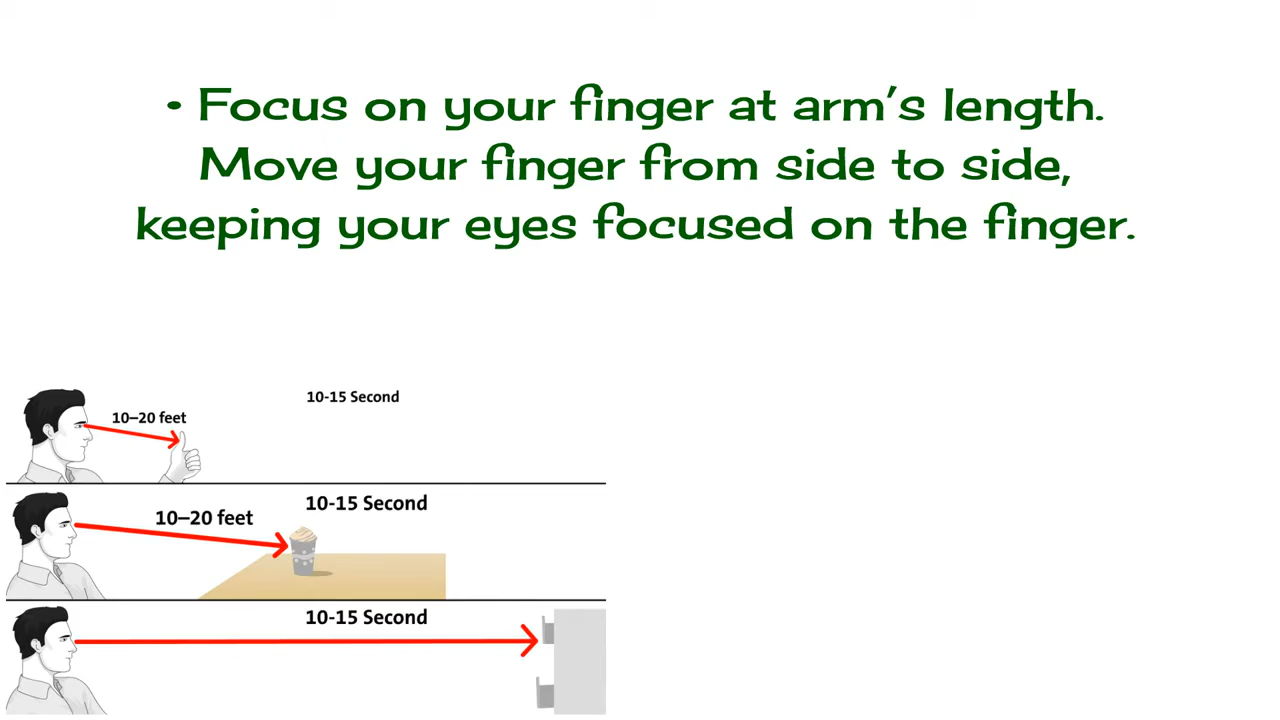 • Focus on your finger at arm's length.
Move your finger from side to side,
keeping your eyes focused on the finger.
10-15 Second
10–20 feet
10-15 Second
10–20 feet
10-15 Second